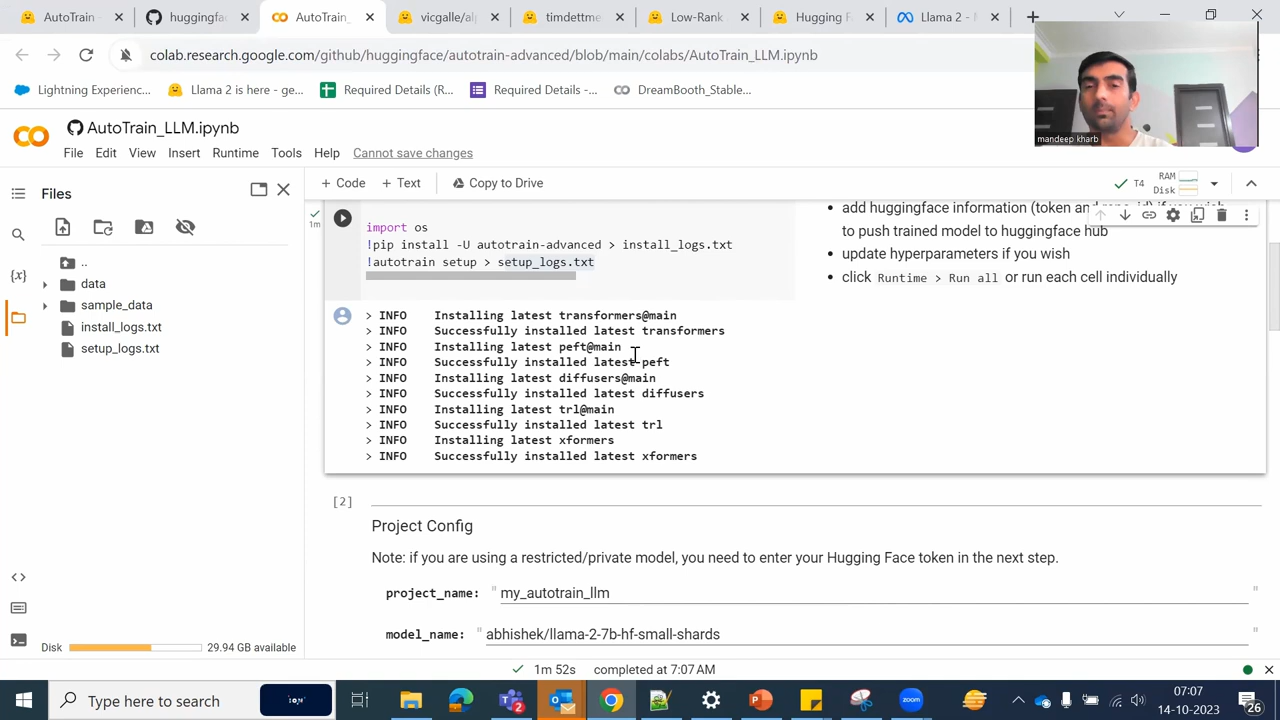 AutoTrain
huggingfac
AutoTrain_
vicgalle/al
timdettme
Low-Rank
Hugging F
Llama 2 -
colab.research.google.com/github/huggingface/autotrain-advanced/blob/main/colabs/AutoTrain_LLM.ipynb
Lightning Experienc...
Llama 2 is here - ge...
Required Details (R...
Required Details -...
DreamBooth_Stable...
mandeep kharb
AutoTrain_LLM.ipynb
File Edit View Insert Runtime Tools Help Cannot save changes
Files
+ Code + Text Copy to Drive
T4
RAM
Disk
..
data
sample_data
install_logs.txt
setup_logs.txt
{x}
1m
import os
!pip install -U autotrain-advanced > install_logs.txt
!autotrain setup > setup_logs.txt
to push trained model to huggingface hub
• update hyperparameters if you wish
• click Runtime > Run all or run each cell individually
> INFO Installing latest transformers@main
> INFO Successfully installed latest transformers
> INFO Installing latest peft@main
> INFO Successfully installed latest peft
> INFO Installing latest diffusers@main
> INFO Successfully installed latest diffusers
> INFO Installing latest trl@main
> INFO Successfully installed latest trl
> INFO Installing latest xformers
> INFO Successfully installed latest xformers
[2]
Project Config
Note: if you are using a restricted/private model, you need to enter your Hugging Face token in the next step.
project_name: " my_autotrain_llm "
model_name: " abhishek/llama-2-7b-hf-small-shards "
Disk 29.94 GB available
1m 52s completed at 7:07 AM
Type here to search
07:07
14-10-2023
26
zoom